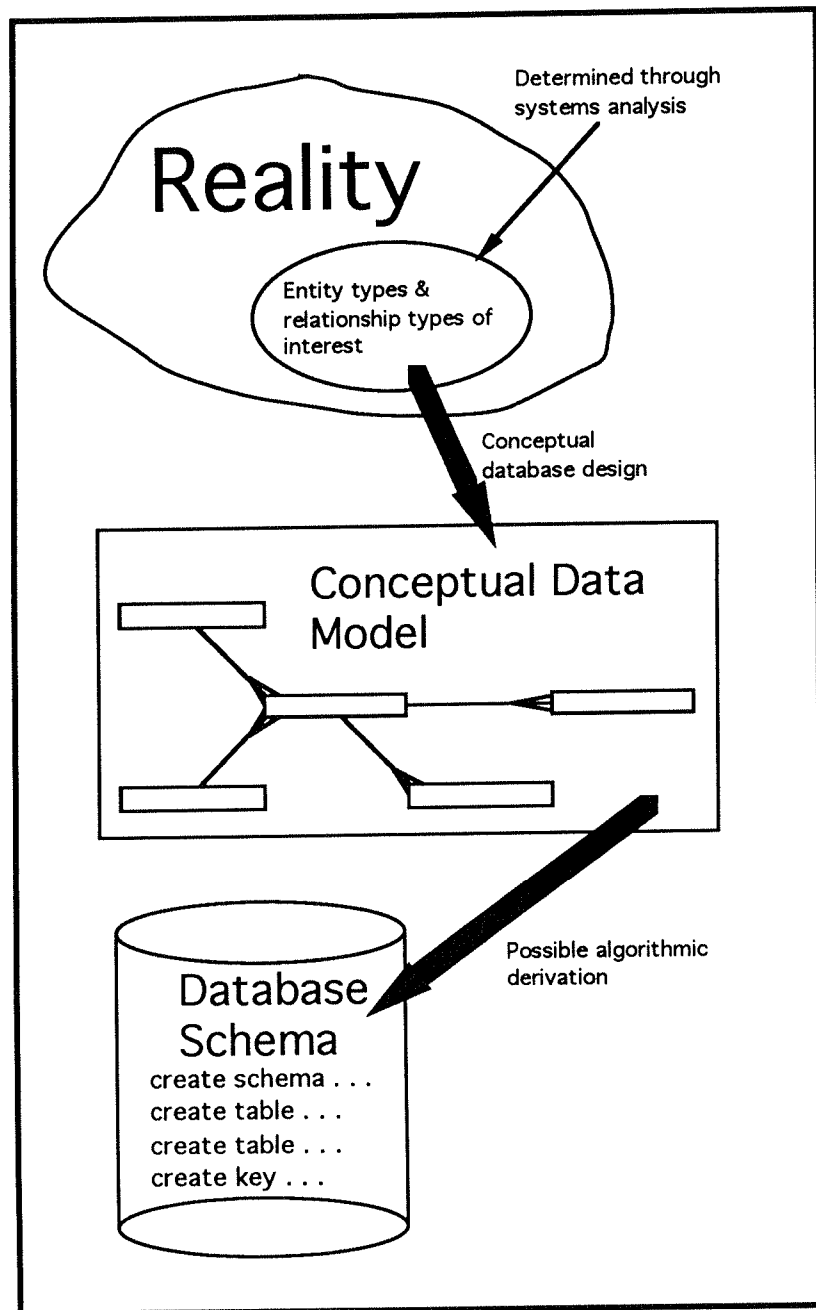 Determined through
systems analysis
Reality
Entity types &
relationship types of
interest
Conceptual
database design
Conceptual Data
Model
Possible algorithmic
derivation
Database
Schema
create schema . . .
create table . . .
create table . . .
create key . . .